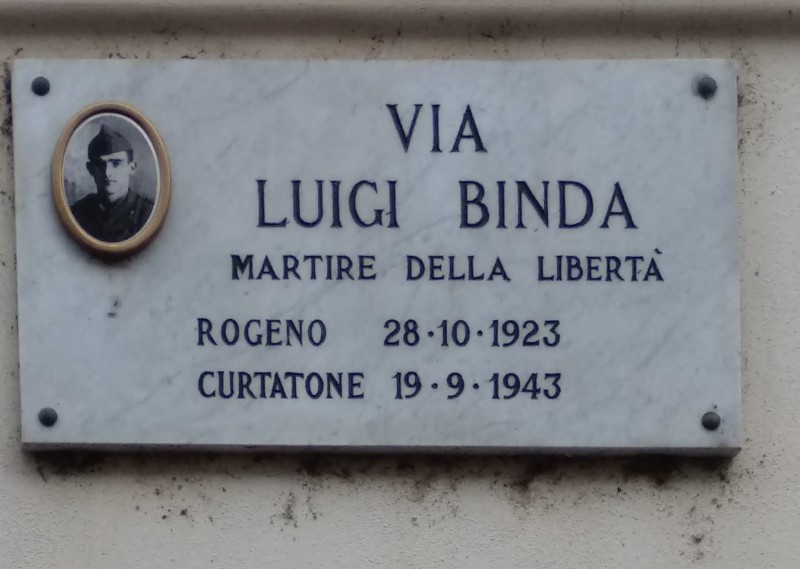 VIA
LUIGI BINDA
MARTIRE DELLA LIBERTÀ
ROGENO 28·10·1923
CURTATONE 19·9·1943